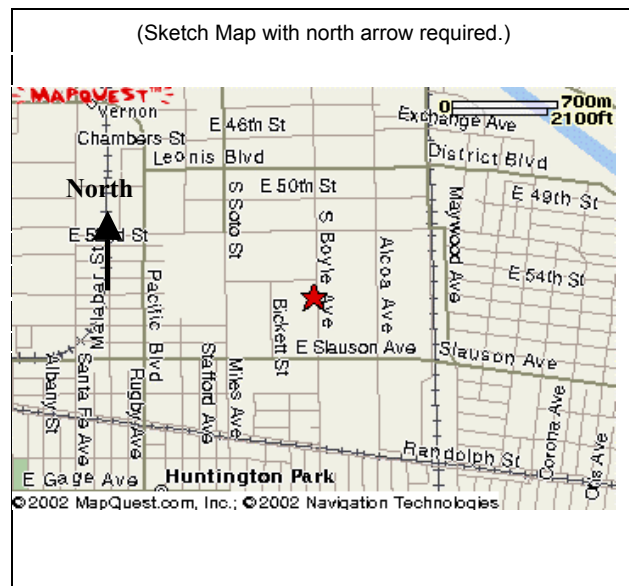 (Sketch Map with north arrow required.)
MAPQUEST™
0 700m
2100ft
Vernon
Exchange Ave
E 46th St
Chambers St
Leonis Blvd
District Blvd
North
E 50th St
E 49th St
S Soto St
S Boyle Ave
Maywood Ave
Alcoa Ave
E 54th St
Malabar St
Pacific Blvd
Bickett St
E Slauson Ave
Slauson Ave
Albany St
Santa Fe Ave
Rugby Ave
Stafford Ave
Miles Ave
Randolph St
Corona Ave
Otis Ave
E Gage Ave
Huntington Park
©2002 MapQuest.com, Inc.; ©2002 Navigation Technologies